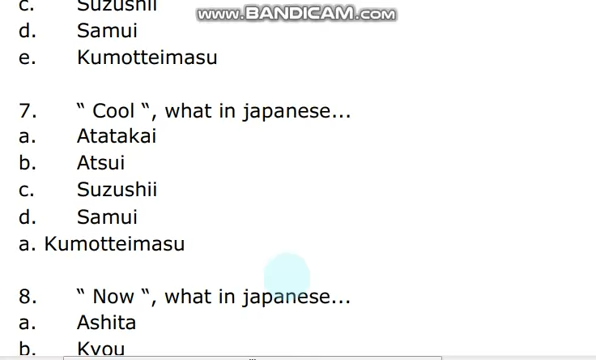 c. Suzushii
www.BANDICAM.com
d. Samui
e. Kumotteimasu
7. “ Cool “, what in japanese...
a. Atatakai
b. Atsui
c. Suzushii
d. Samui
a. Kumotteimasu
8. “ Now “, what in japanese...
a. Ashita
b. Kyou